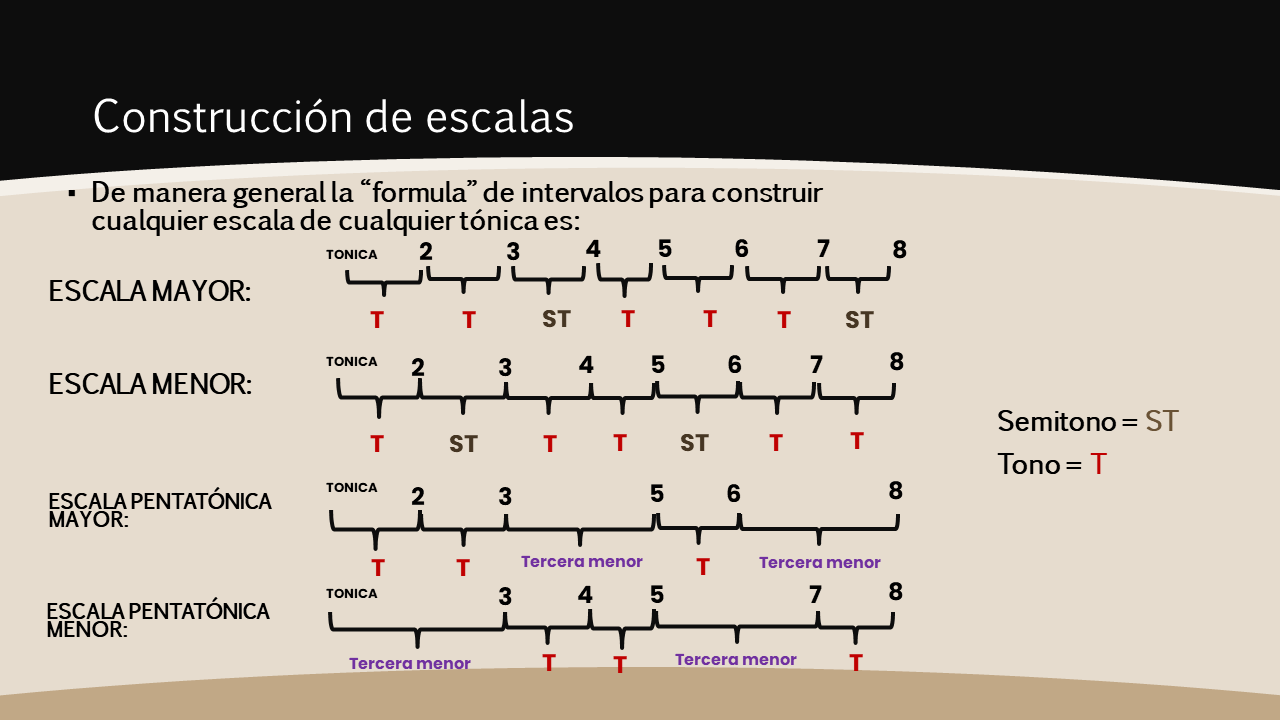 Construcción de escalas
▪ De manera general la “formula” de intervalos para construir
cualquier escala de cualquier tónica es:
TONICA 2 3 4 5 6 7 8
ESCALA MAYOR:
T T ST T T T ST
TONICA 2 3 4 5 6 7 8
ESCALA MENOR:
T ST T T ST T T
Semitono = ST
Tono = T
TONICA 2 3 5 6 8
ESCALA PENTATÓNICA
MAYOR:
T T Tercera menor T Tercera menor
TONICA 3 4 5 7 8
ESCALA PENTATÓNICA
MENOR:
Tercera menor T T Tercera menor T